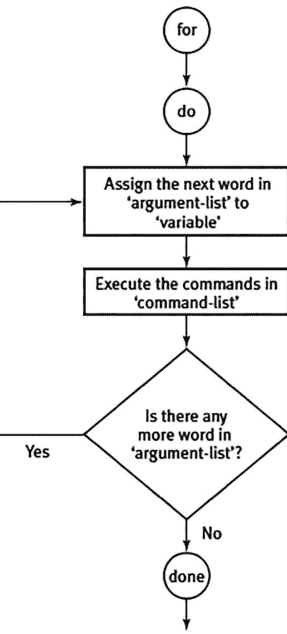 for
do
Assign the next word in
‘argument-list’ to
‘variable’
Execute the commands in
‘command-list’
Is there any
more word in
‘argument-list’?
Yes
No
done